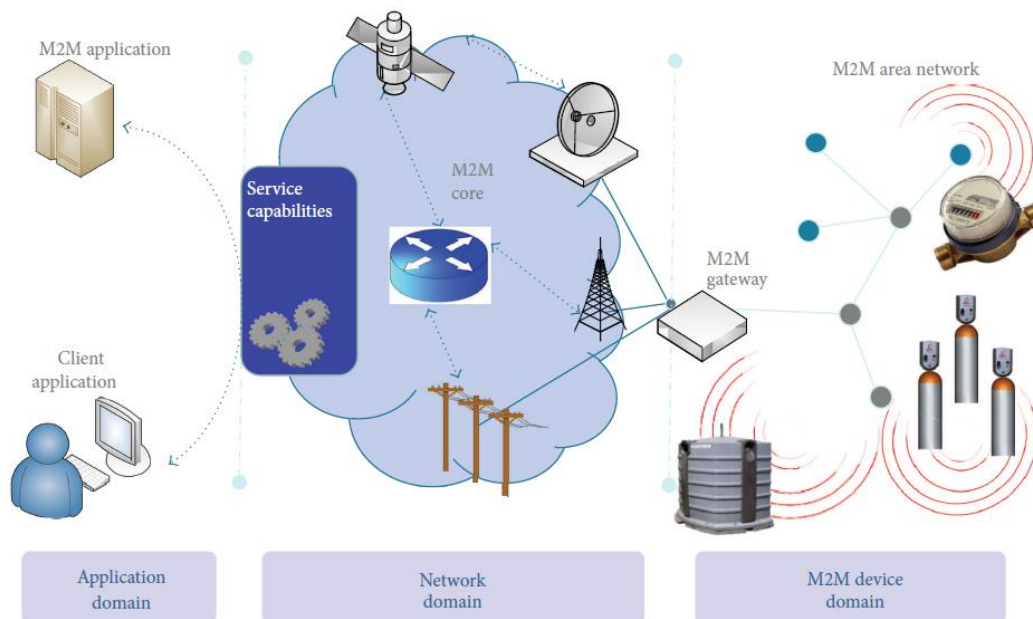 M2M application
M2M area network
Service
capabilities
M2M
core
M2M
gateway
Client
application
Application
domain
Network
domain
M2M device
domain